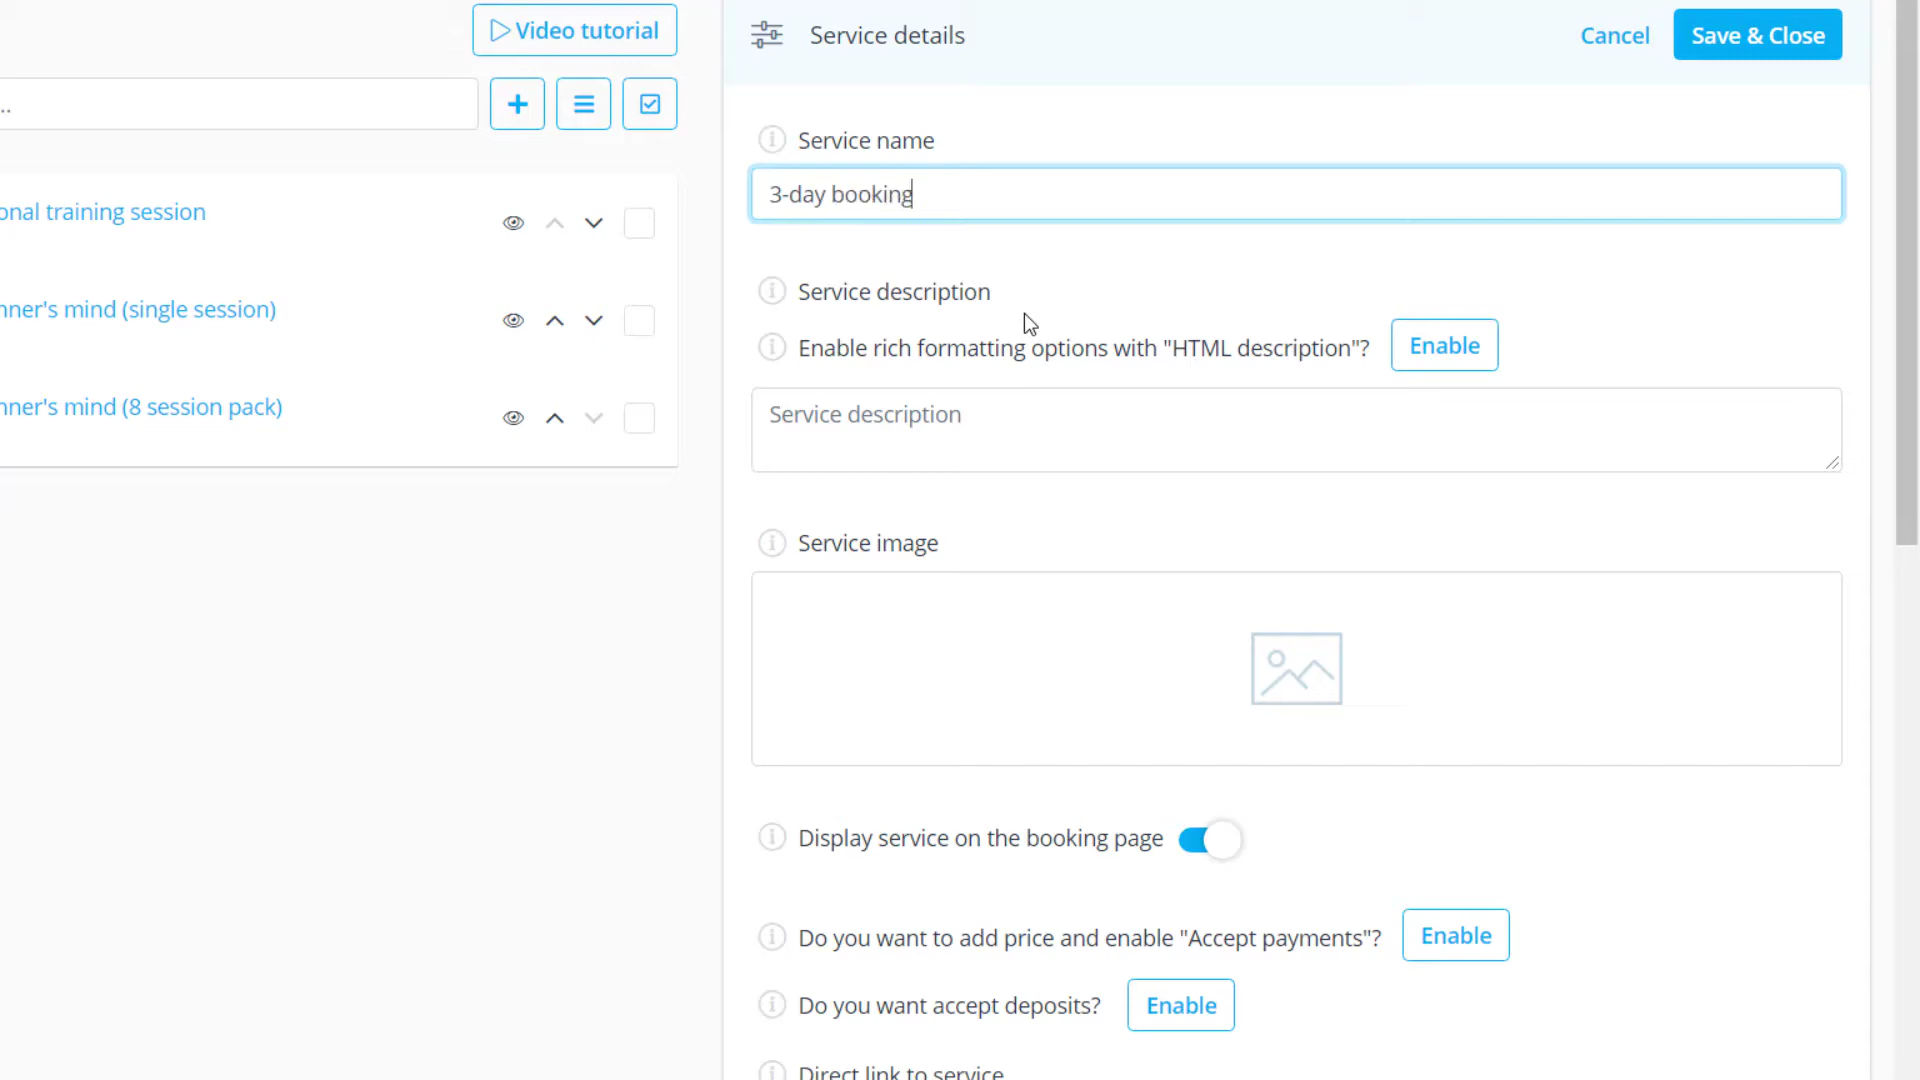 Video tutorial
..
onal training session
nner's mind (single session)
nner's mind (8 session pack)
Service details
Cancel
Save & Close
Service name
3-day booking
Service description
Enable rich formatting options with "HTML description"?
Enable
Service description
Service image
Display service on the booking page
Do you want to add price and enable "Accept payments"?
Enable
Do you want accept deposits?
Enable
Direct link to service